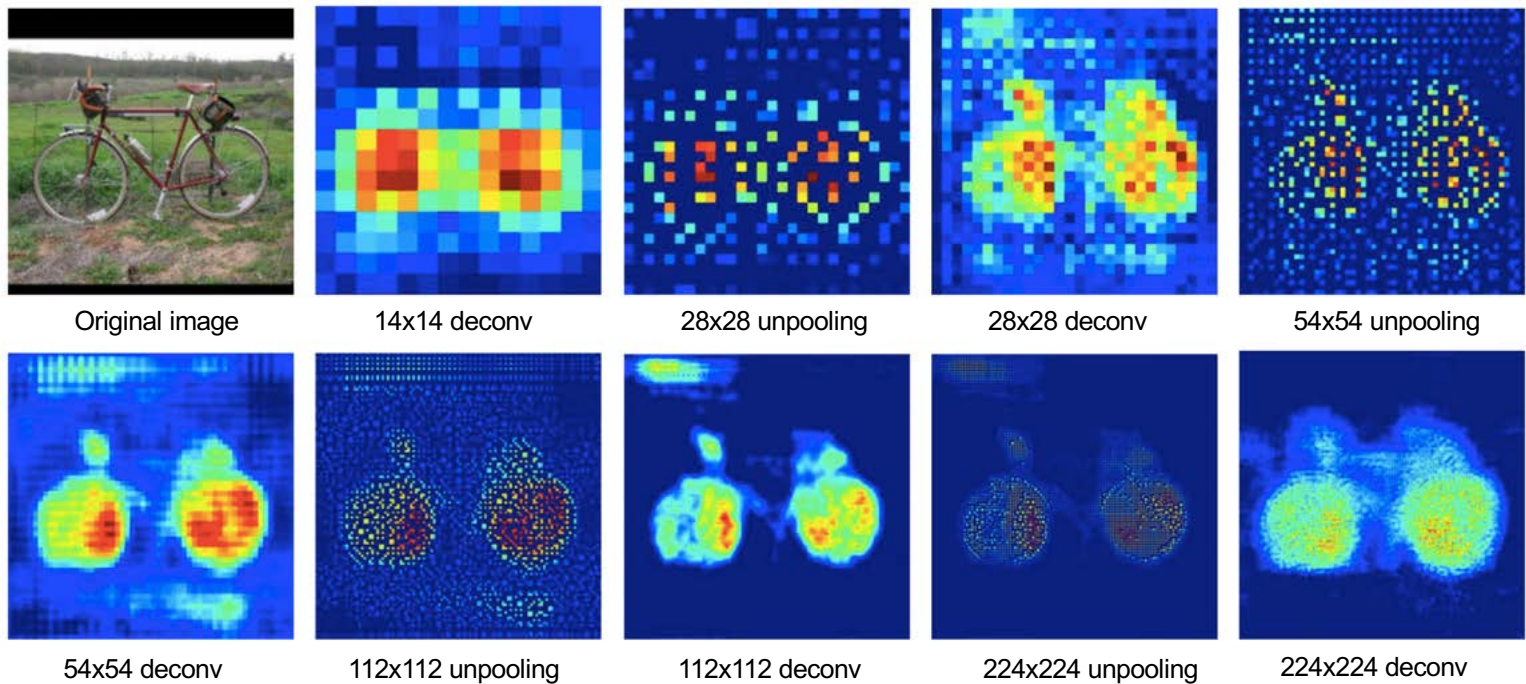 Original image
14x14 deconv
28x28 unpooling
28x28 deconv
54x54 unpooling
54x54 deconv
112x112 unpooling
112x112 deconv
224x224 unpooling
224x224 deconv